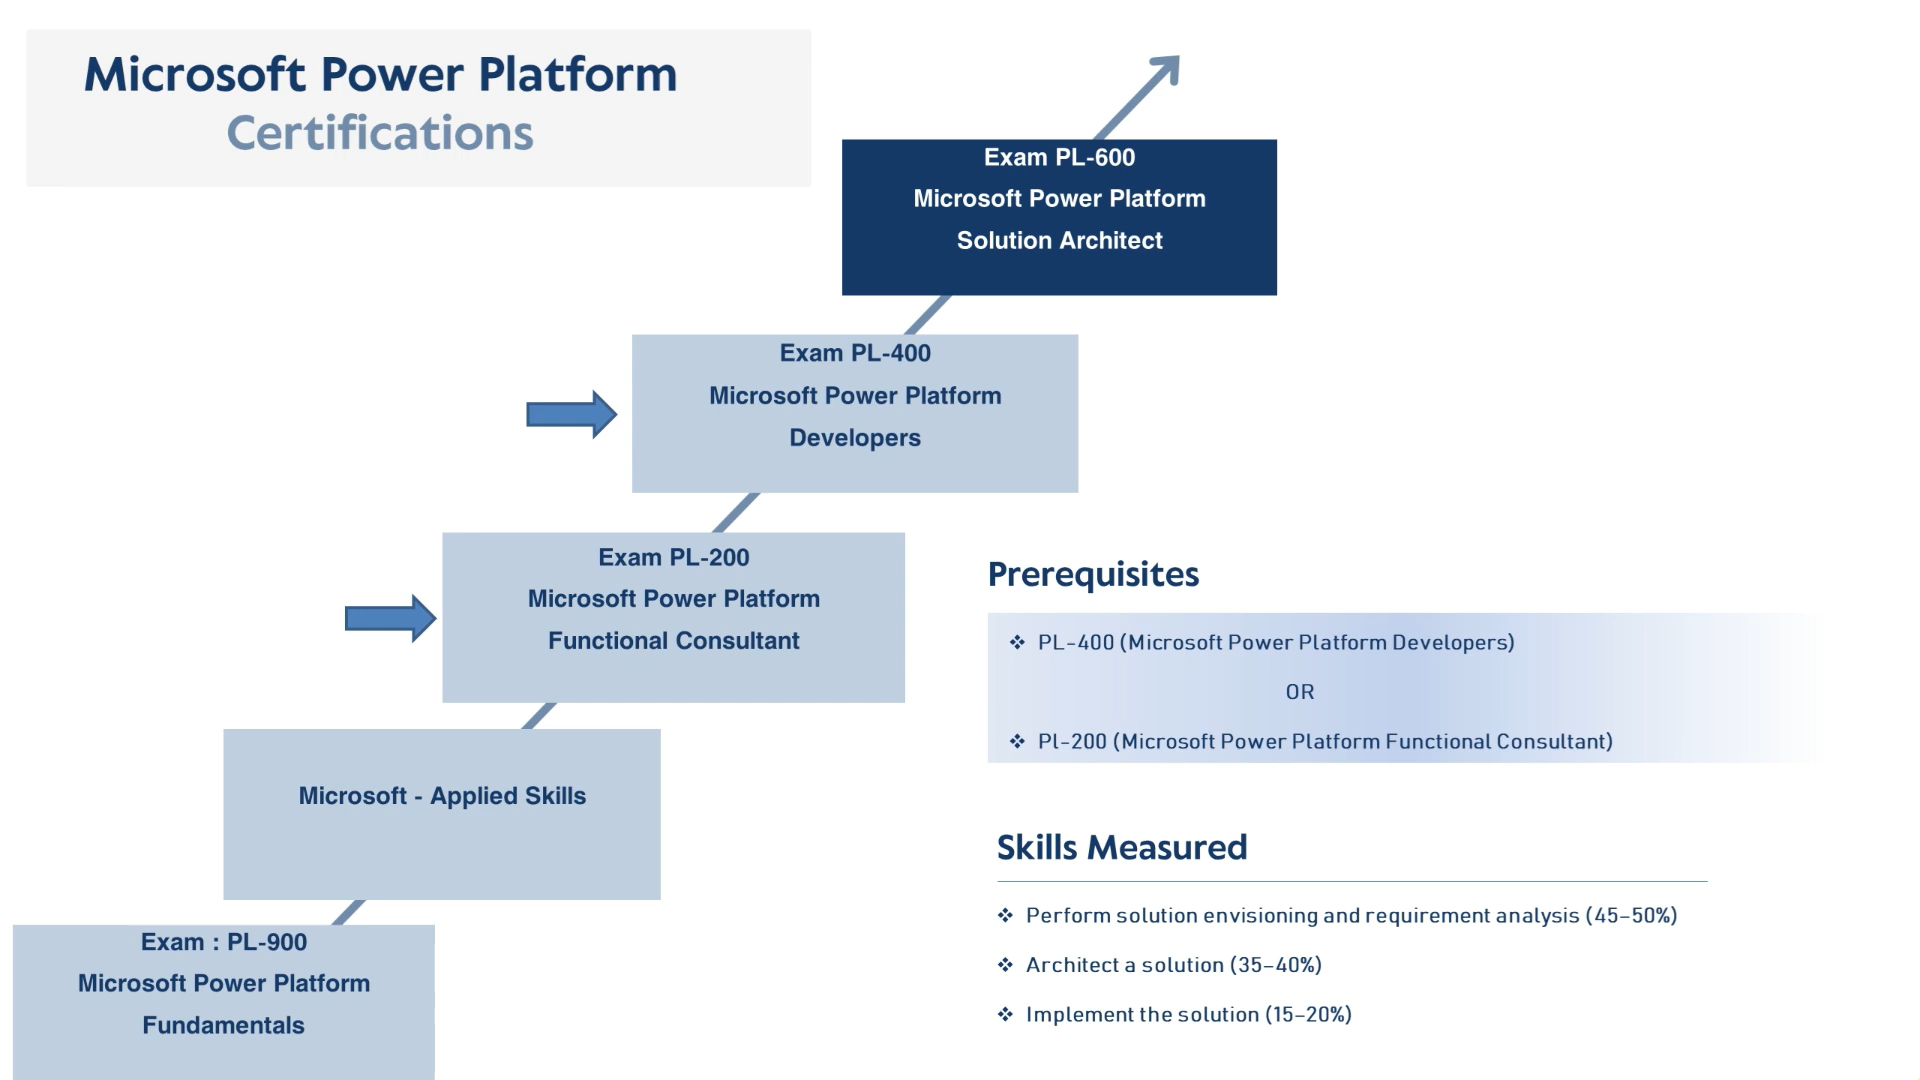 Microsoft Power Platform
Certifications
Exam PL-600
Microsoft Power Platform
Solution Architect
Exam PL-400
Microsoft Power Platform
Developers
Exam PL-200
Microsoft Power Platform
Functional Consultant
Microsoft - Applied Skills
Exam : PL-900
Microsoft Power Platform
Fundamentals
Prerequisites
❖ PL-400 (Microsoft Power Platform Developers)
OR
❖ Pl-200 (Microsoft Power Platform Functional Consultant)
Skills Measured
❖ Perform solution envisioning and requirement analysis (45–50%)
❖ Architect a solution (35–40%)
❖ Implement the solution (15–20%)